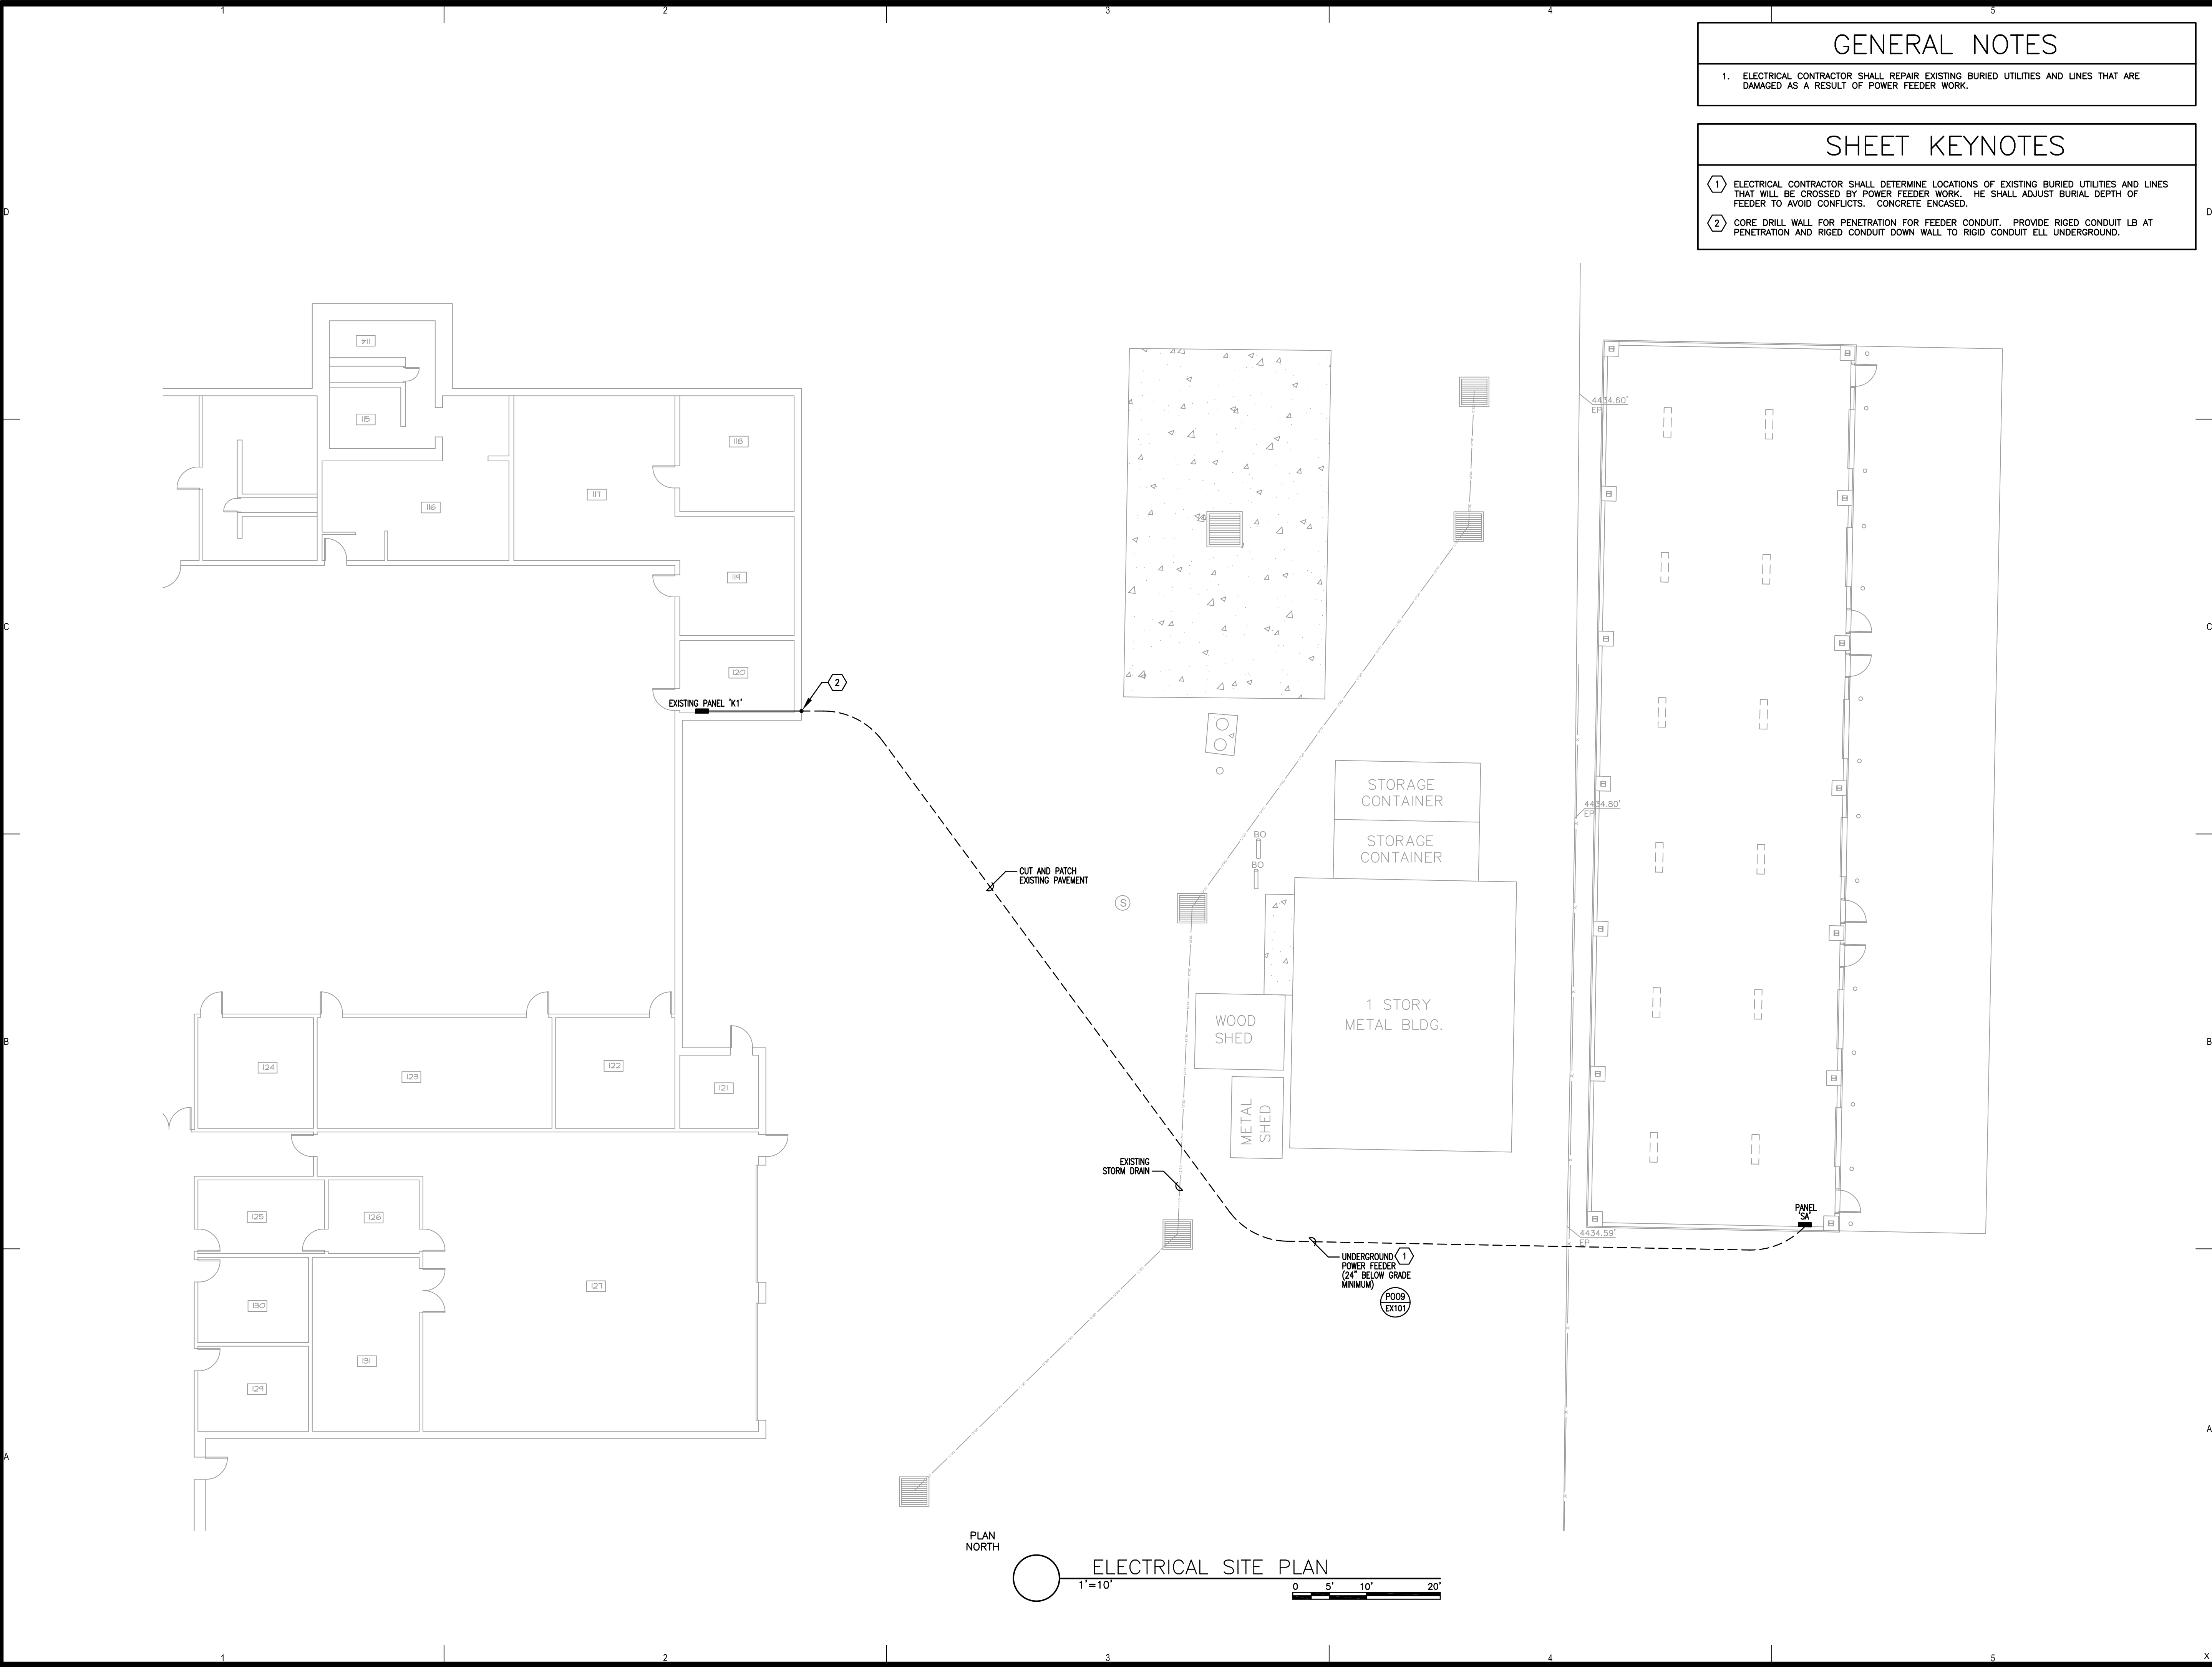 1 2 3 4 5
GENERAL NOTES
1. ELECTRICAL CONTRACTOR SHALL REPAIR EXISTING BURIED UTILITIES AND LINES THAT ARE
DAMAGED AS A RESULT OF POWER FEEDER WORK.
SHEET KEYNOTES
1 ELECTRICAL CONTRACTOR SHALL DETERMINE LOCATIONS OF EXISTING BURIED UTILITIES AND LINES
THAT WILL BE CROSSED BY POWER FEEDER WORK. HE SHALL ADJUST BURIAL DEPTH OF
FEEDER TO AVOID CONFLICTS. CONCRETE ENCASED.
2 CORE DRILL WALL FOR PENETRATION FOR FEEDER CONDUIT. PROVIDE RIGED CONDUIT LB AT
PENETRATION AND RIGED CONDUIT DOWN WALL TO RIGID CONDUIT ELL UNDERGROUND.
D
D
114
115
4434.60'
EP
118
117
116
119
C
C
120
2
EXISTING PANEL 'K1'
STORAGE
CONTAINER
4434.80'
EP
BO
STORAGE
CONTAINER
BO
CUT AND PATCH
EXISTING PAVEMENT
S
1 STORY
METAL BLDG.
WOOD
SHED
B
B
124
123
122
121
METAL
SHED
EXISTING
STORM DRAIN
125
126
PANEL
'SA'
4434.59'
EP
UNDERGROUND 1
POWER FEEDER
(24" BELOW GRADE
MINIMUM)
P009
EX101
127
130
131
129
A
A
PLAN
NORTH
ELECTRICAL SITE PLAN
1'=10'
0 5' 10' 20'
1 2 3 4 5
X